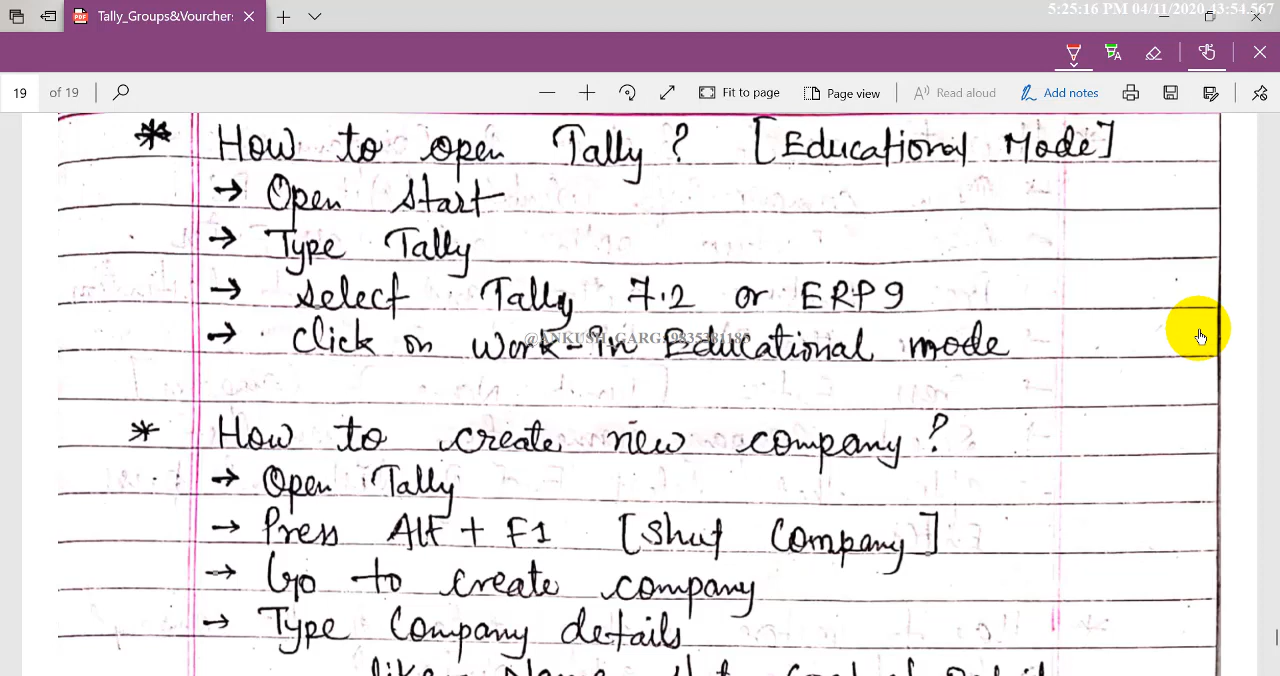 5:25:16 PM 04/11/2020 43:54.567
Tally_Groups&Vourchers
19 of 19
Fit to page
Page view
Read aloud
Add notes
* How to open Tally? [Educational Mode]
→ Open Start
→ Type Tally
→ select Tally 7.2 or ERP9
→ Click on Work-in Educational mode
* How to create new company?
→ Open Tally
→ Press Alt + F1 [Shut Company]
→ Go to create company
→ Type Company details
like Name